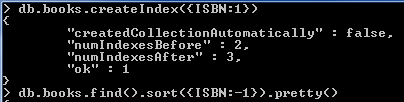 > db.books.createIndex({ISBN:1})
{
"createdCollectionAutomatically" : false,
"numIndexesBefore" : 2,
"numIndexesAfter" : 3,
"ok" : 1
}
> db.books.find().sort({ISBN:-1}).pretty()